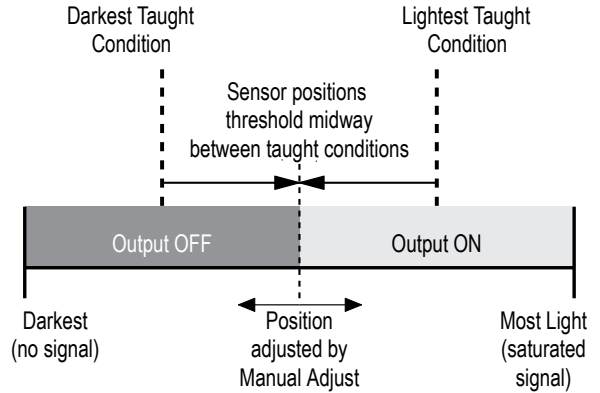 Darkest Taught
Condition
Lightest Taught
Condition
Sensor positions
threshold midway
between taught conditions
Output OFF
Output ON
Darkest
(no signal)
Position
adjusted by
Manual Adjust
Most Light
(saturated
signal)